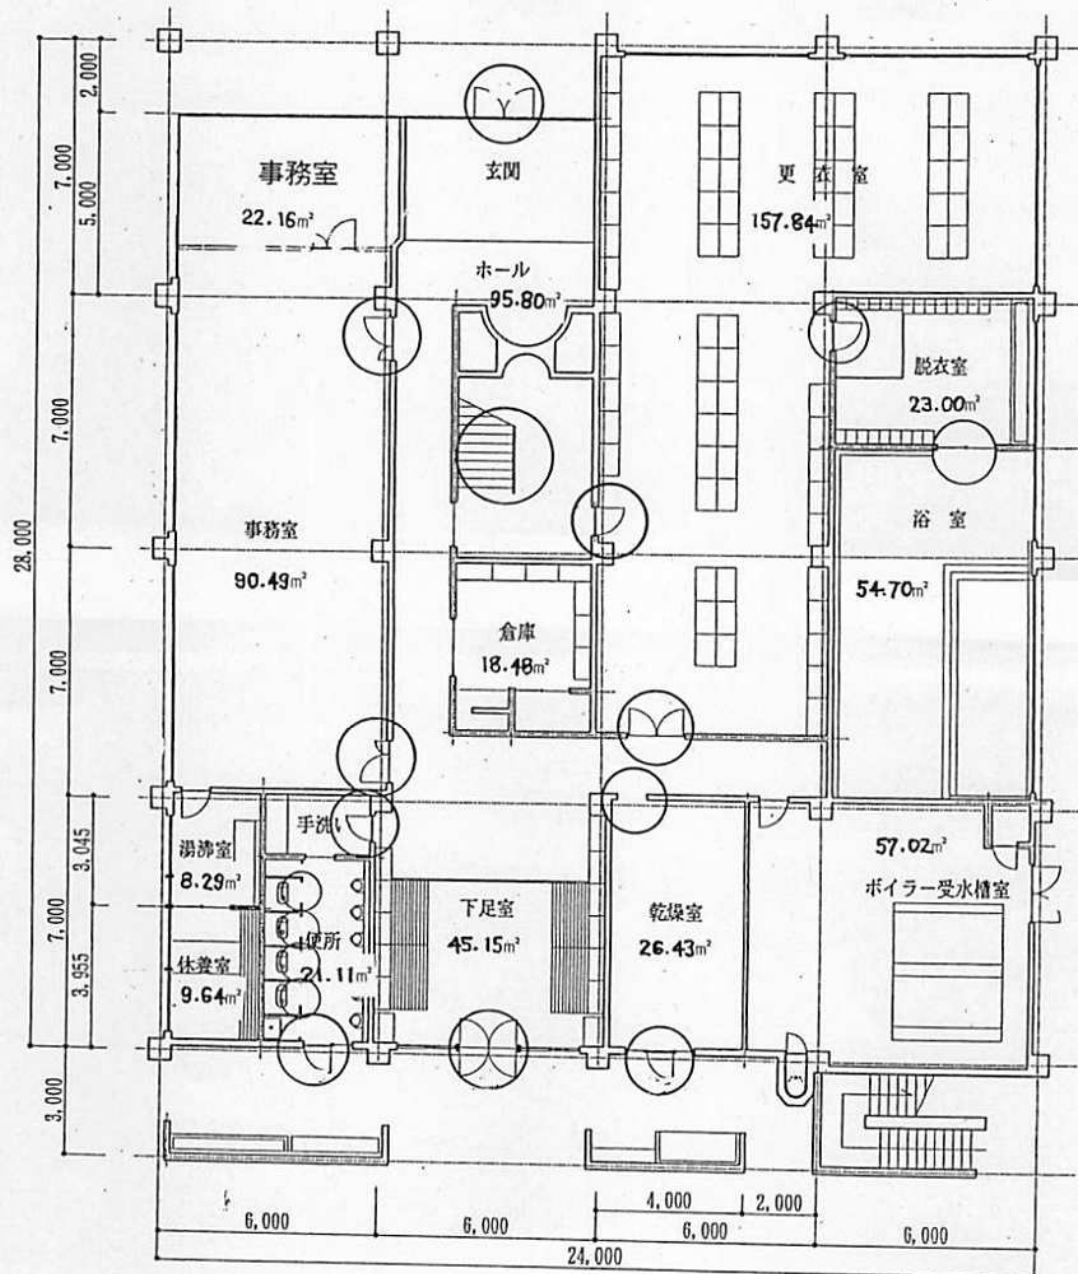 2,000
7,000
5,000
事務室
22.16m²
玄関
更衣室
157.84m²
ホール
95.80m²
脱衣室
23.00m²
7,000
28,000
事務室
90.49m²
浴室
54.70m²
倉庫
18.48m²
7,000
手洗い
湯沸室
8.29m²
3.045
7,000
3.955
休養室
9.64m²
便所
21.11m²
下足室
45.15m²
乾燥室
26.43m²
57.02m²
ボイラー受水槽室
3,000
4,000
2,000
6,000
6,000
6,000
6,000
24,000